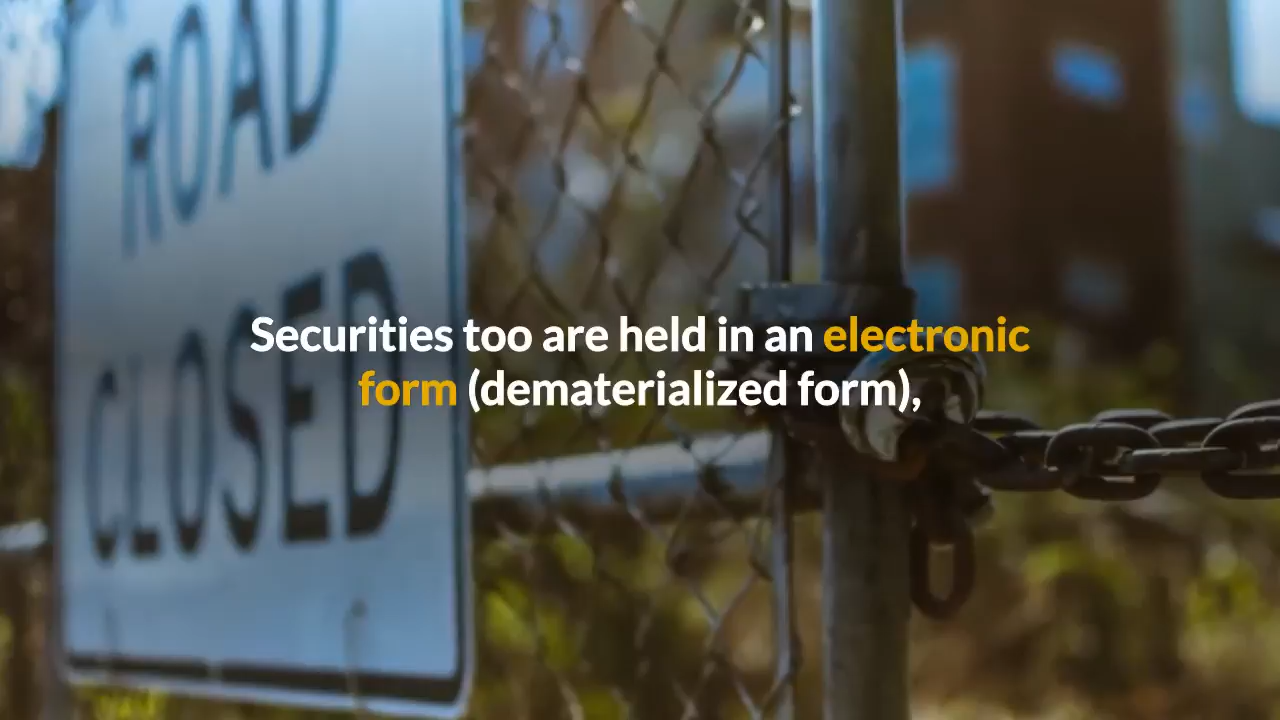 ROAD
CLOSED
Securities too are held in an electronic
form (dematerialized form),